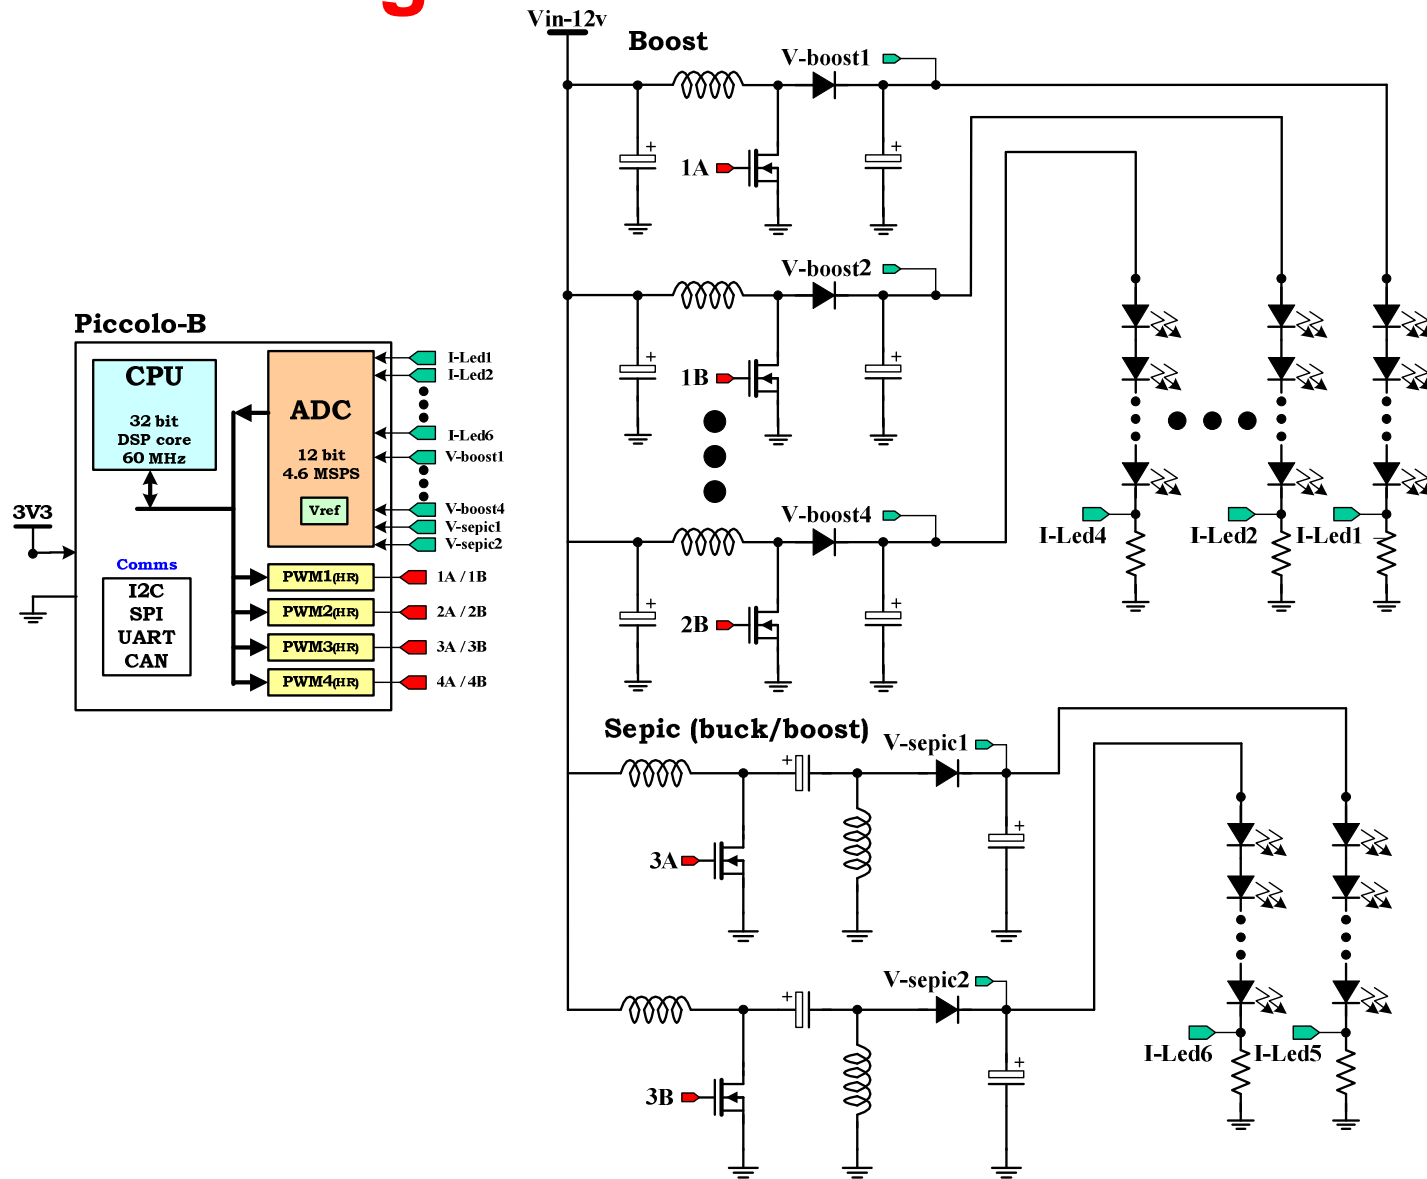 g
Vin-12v
Boost
V-boost1
+
+
1A
V-boost2
+
+
1B
V-boost4
+
+
2B
I-Led4
I-Led2
I-Led1
Piccolo-B
CPU
32 bit
DSP core
60 MHz
ADC
12 bit
4.6 MSPS
Vref
I-Led1
I-Led2
I-Led6
V-boost1
V-boost4
V-sepic1
V-sepic2
3V3
Comms
I2C
SPI
UART
CAN
PWM1(HR)
1A / 1B
PWM2(HR)
2A / 2B
PWM3(HR)
3A / 3B
PWM4(HR)
4A / 4B
Sepic (buck/boost)
V-sepic1
+
+
3A
V-sepic2
+
+
3B
I-Led6
I-Led5